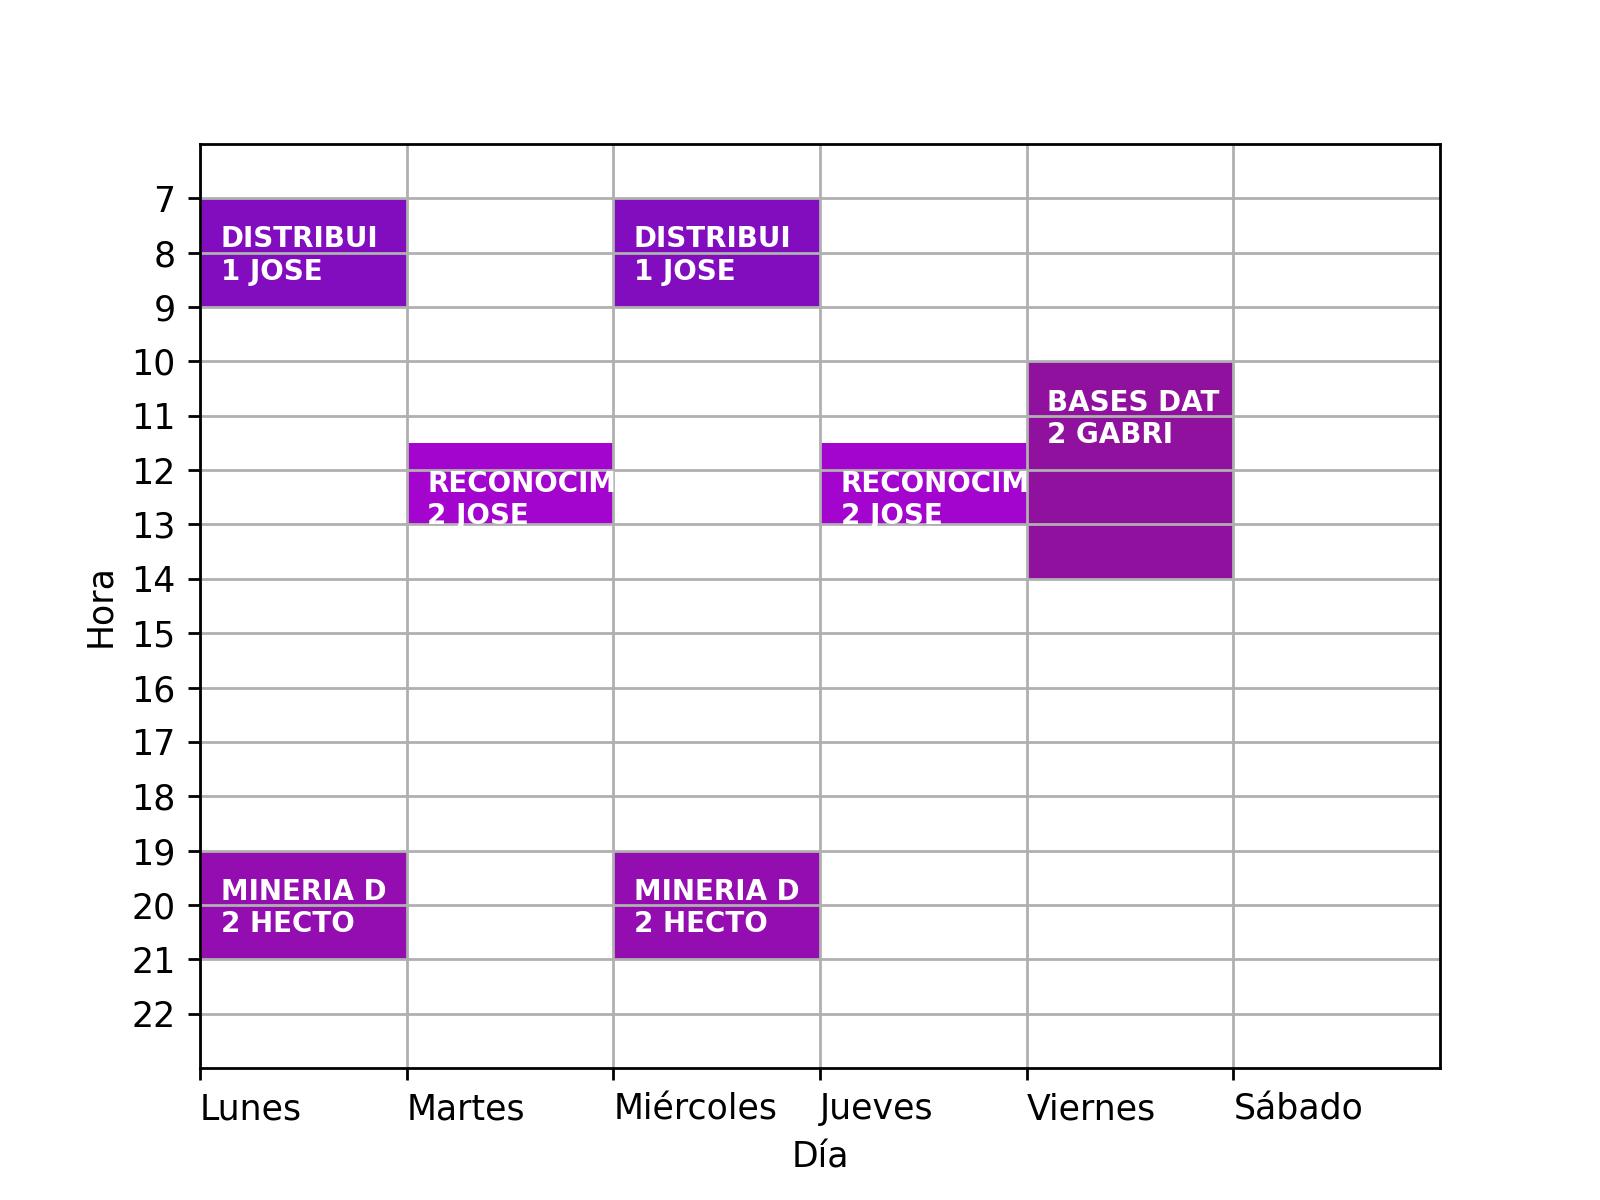 7
8
9
10
11
12
13
14
15
16
17
18
19
20
21
22
Hora
DISTRIBUI
1 JOSE
DISTRIBUI
1 JOSE
BASES DAT
2 GABRI
RECONOCIM
2 JOSE
RECONOCIM
2 JOSE
MINERIA D
2 HECTO
MINERIA D
2 HECTO
Lunes Martes Miércoles Jueves Viernes Sábado
Día